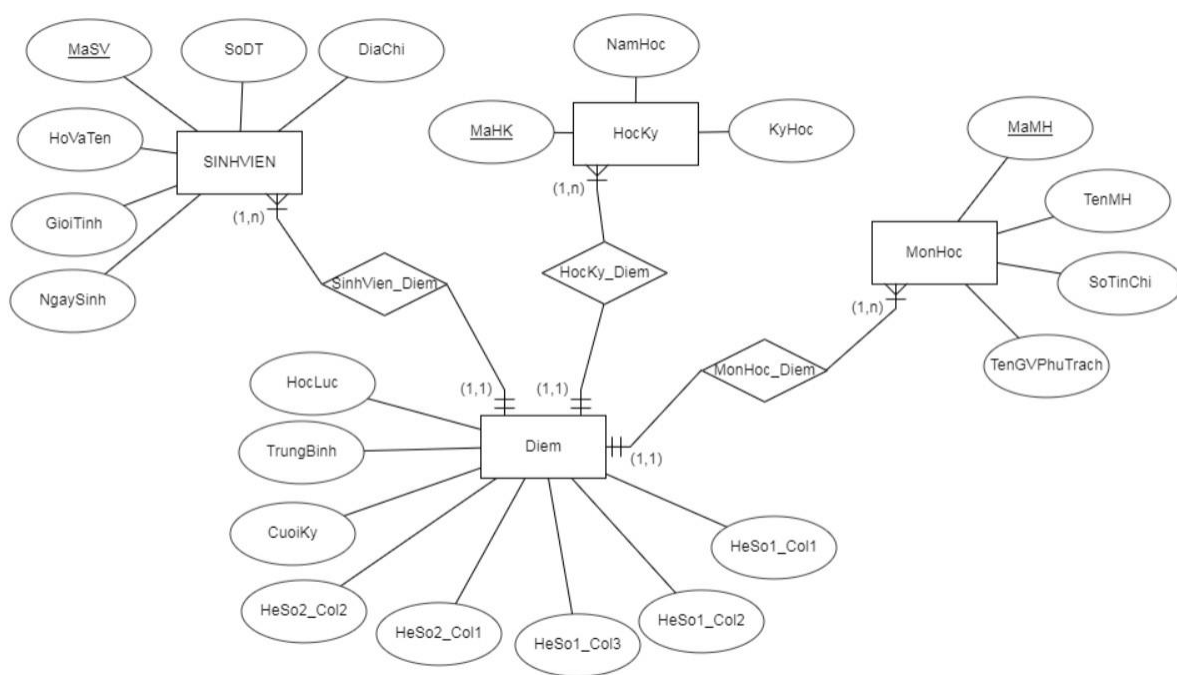 MaSV
SoDT
DiaChi
NamHoc
HoVaTen
SINHVIEN
MaHK
HocKy
KyHoc
MaMH
GioiTinh
(1,n)
(1,n)
TenMH
NgaySinh
SinhVien_Diem
HocKy_Diem
MonHoc
SoTinChi
(1,n)
TenGVPhuTrach
MonHoc_Diem
HocLuc
(1,1)
(1,1)
TrungBinh
Diem
(1,1)
CuoiKy
HeSo1_Col1
HeSo2_Col2
HeSo2_Col1
HeSo1_Col3
HeSo1_Col2